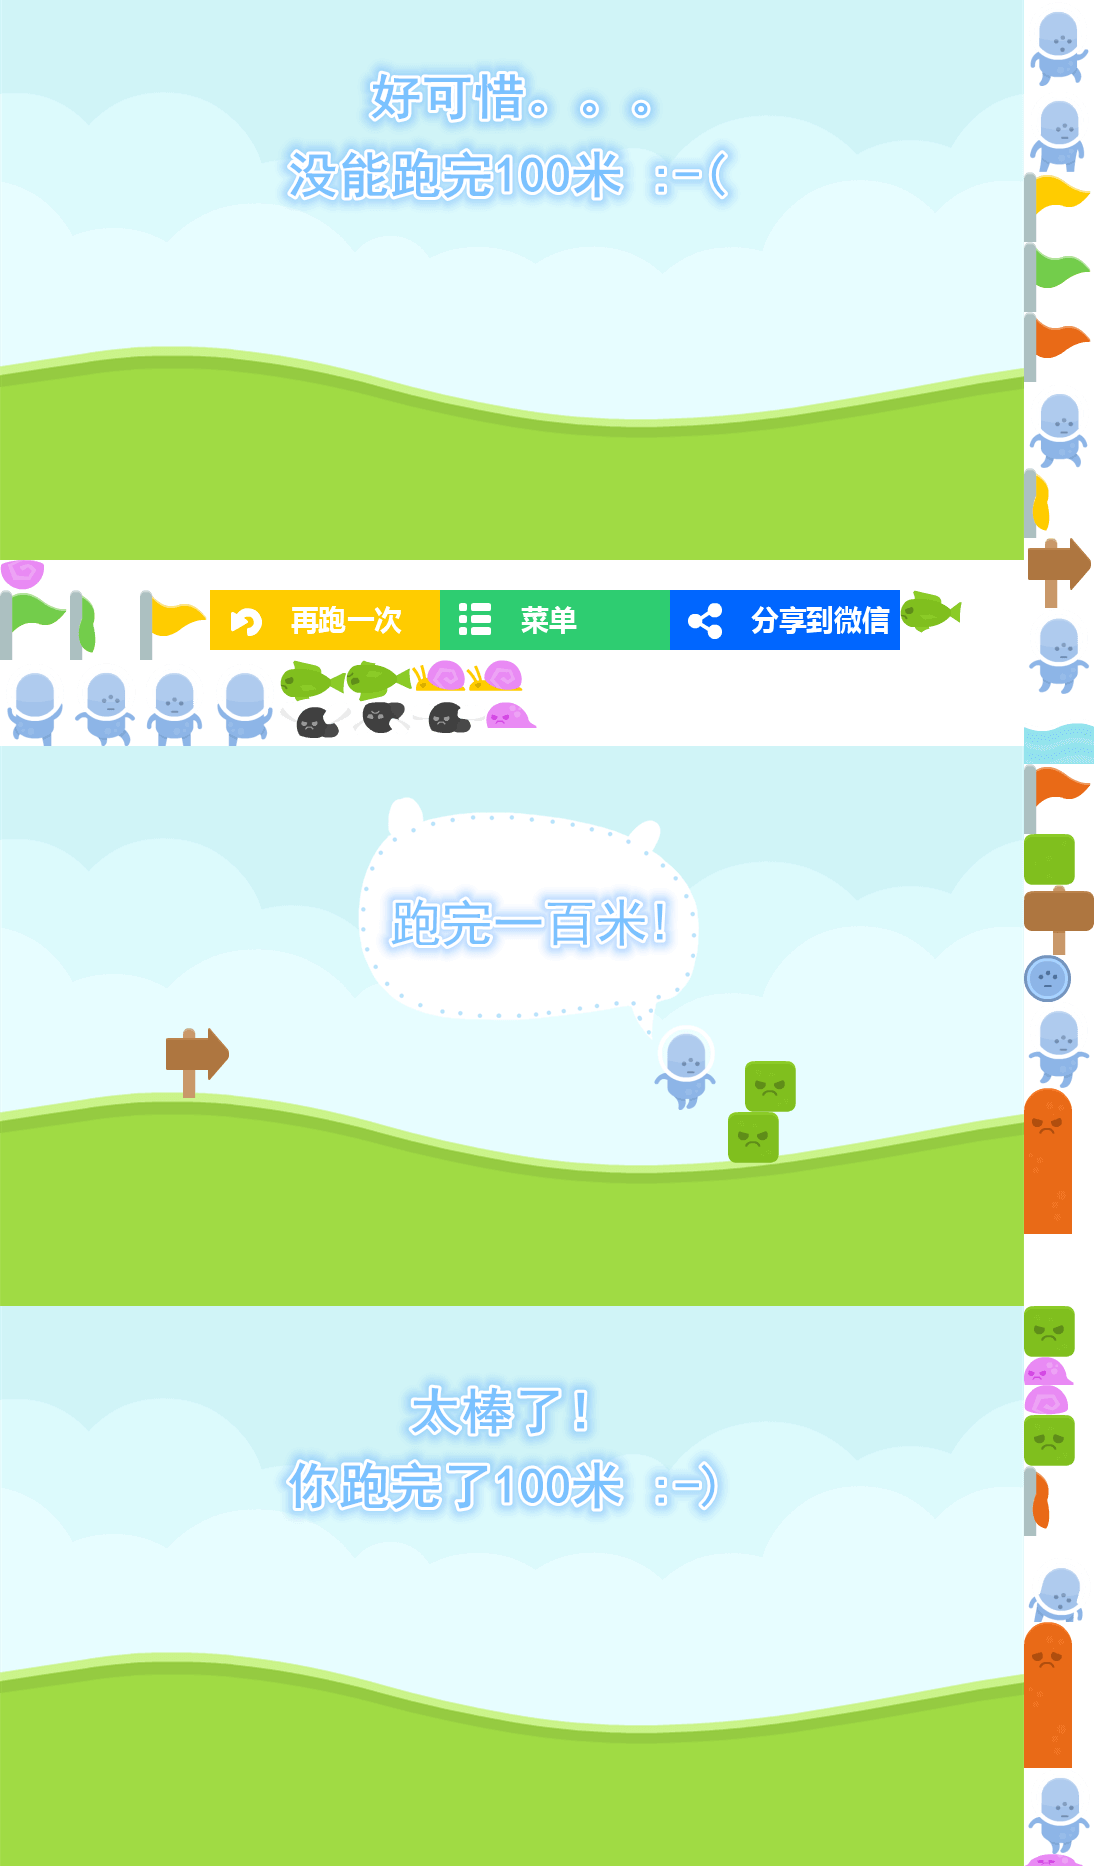 好可惜。。。
没能跑完100米 :-(
再跑一次
菜单
分享到微信
跑完一百米!
太棒了!
你跑完了100米 :-)